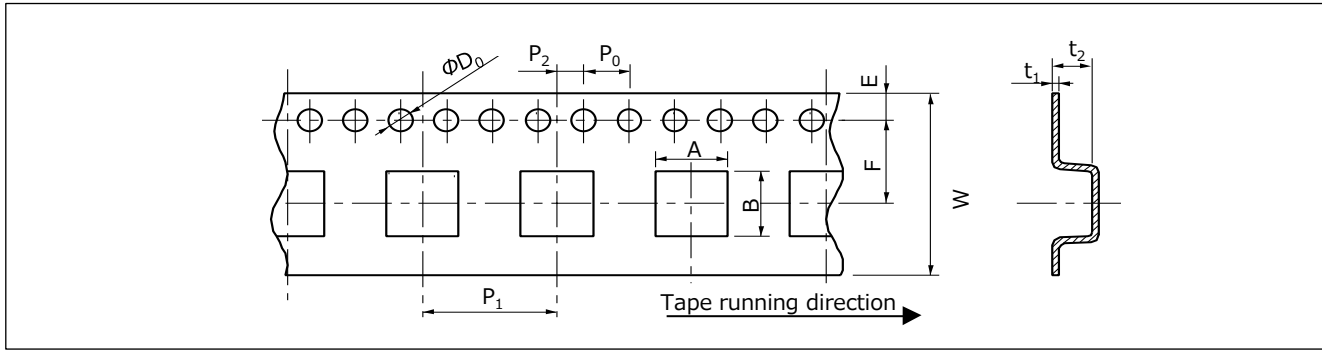 t₂
P₂ P₀
ΦD₀
t₁
E
A
F
B
W
P₁
Tape running direction